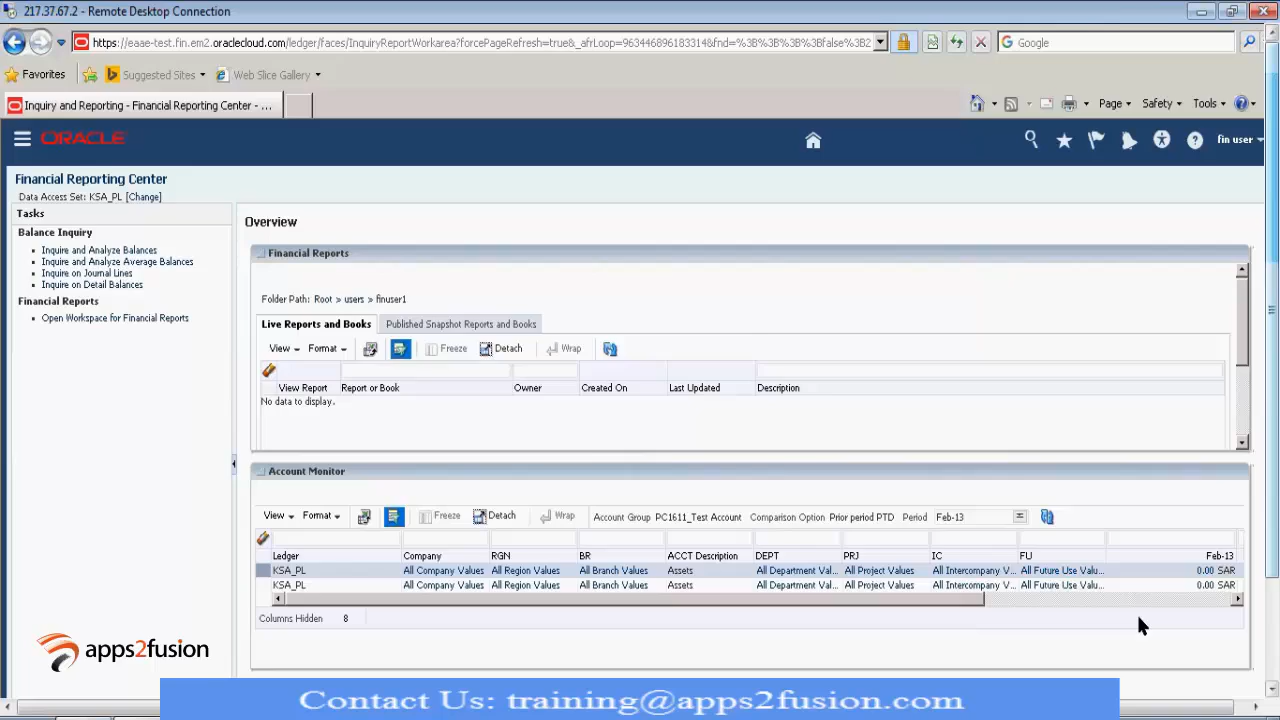 217.37.67.2 - Remote Desktop Connection
https://eaae-test.fin.em2.oraclecloud.com/ledger/faces/InquiryReportWorkarea?forcePageRefresh=true&_afrLoop=963446896183314&fnd=%3B%3B%3B%3Bfalse%3B2
Google
Favorites Suggested Sites Web Slice Gallery
Inquiry and Reporting - Financial Reporting Center - ...
Page Safety Tools
ORACLE
fin user
Financial Reporting Center
Data Access Set: KSA_PL [Change]
Tasks
Balance Inquiry
Inquire and Analyze Balances
Inquire and Analyze Average Balances
Inquire on Journal Lines
Inquire on Detail Balances
Financial Reports
Open Workspace for Financial Reports
Overview
Financial Reports
Folder Path: Root > users > finuser1
Live Reports and Books Published Snapshot Reports and Books
View Format Freeze Detach Wrap
View Report Report or Book Owner Created On Last Updated Description
No data to display.
Account Monitor
View Format Freeze Detach Wrap Account Group PC1611_Test Account Comparison Option Prior period PTD Period Feb-13
Ledger Company RGN BR ACCT Description DEPT PRJ IC FU Feb-13
KSA_PL All Company Values All Region Values All Branch Values Assets All Department Val... All Project Values All Intercompany V... All Future Use Valu... 0.00 SAR
KSA_PL All Company Values All Region Values All Branch Values Assets All Department Val... All Project Values All Intercompany V... All Future Use Valu... 0.00 SAR
Columns Hidden 8
apps2fusion
Contact Us: training@apps2fusion.com